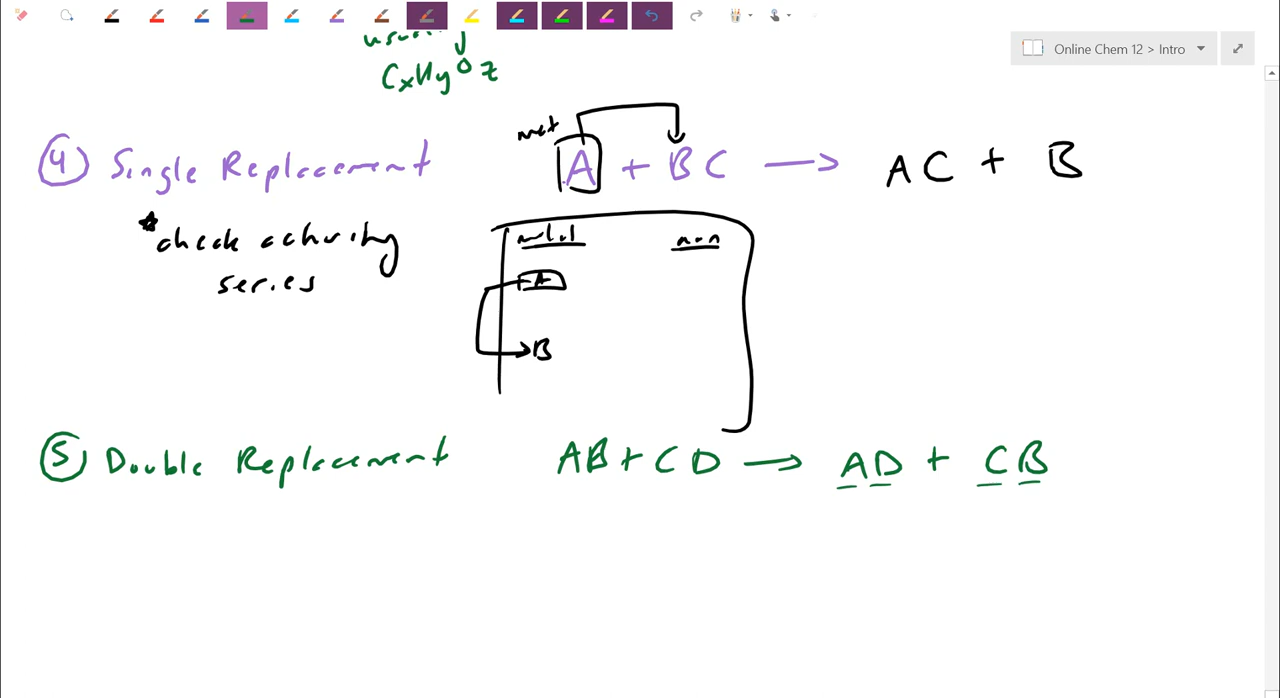 Online Chem 12 > Intro
usually
CxHyOz
met
④ Single Replacement A + BC → AC + B
*check activity
series
metal non
A
B
⑤ Double Replacement AB + CD → AD + CB